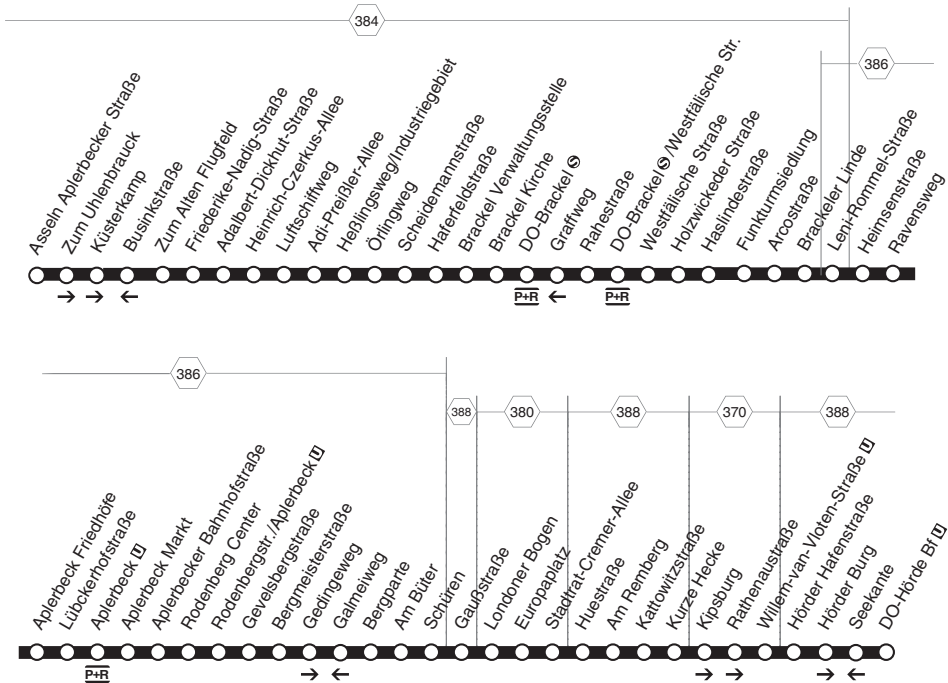 384
386
Asseln Aplerbecker Straße
Zum Uhlenbrauck
Küsterkamp
Businkstraße
Zum Alten Flugfeld
Friederike-Nadig-Straße
Adalbert-Dickhut-Straße
Heinrich-Czerkus-Allee
Luftschiffweg
Adi-Preißler-Allee
Heßlingsweg/Industriegebiet
Örlingweg
Scheidemannstraße
Haferfeldstraße
Brackel Verwaltungsstelle
Brackel Kirche
DO-Brackel S
Graffweg
Rahestraße
DO-Brackel S /Westfälische Str.
Westfälische Straße
Holzwickeder Straße
Haslindestraße
Funkturmsiedlung
Arcostraße
Brackeler Linde
Leni-Rommel-Straße
Heimsenstraße
Ravensweg
→ → ← P+R ← P+R
386
388 380 388 370 388
Aplerbeck Friedhöfe
Lübckerhofstraße
Aplerbeck U
Aplerbeck Markt
Aplerbecker Bahnhofstraße
Rodenberg Center
Rodenbergstr./Aplerbeck U
Gevelsbergstraße
Bergmeisterstraße
Gedingeweg
Galmeiweg
Bergparte
Am Büter
Schüren
Gaußstraße
Londoner Bogen
Europaplatz
Stadtrat-Cremer-Allee
Huestraße
Am Remberg
Kattowitzstraße
Kurze Hecke
Kipsburg
Rathenaustraße
Willem-van-Vloten-Straße U
Hörder Hafenstraße
Hörder Burg
Seekante
DO-Hörde Bf U
P+R → ← → → → ←